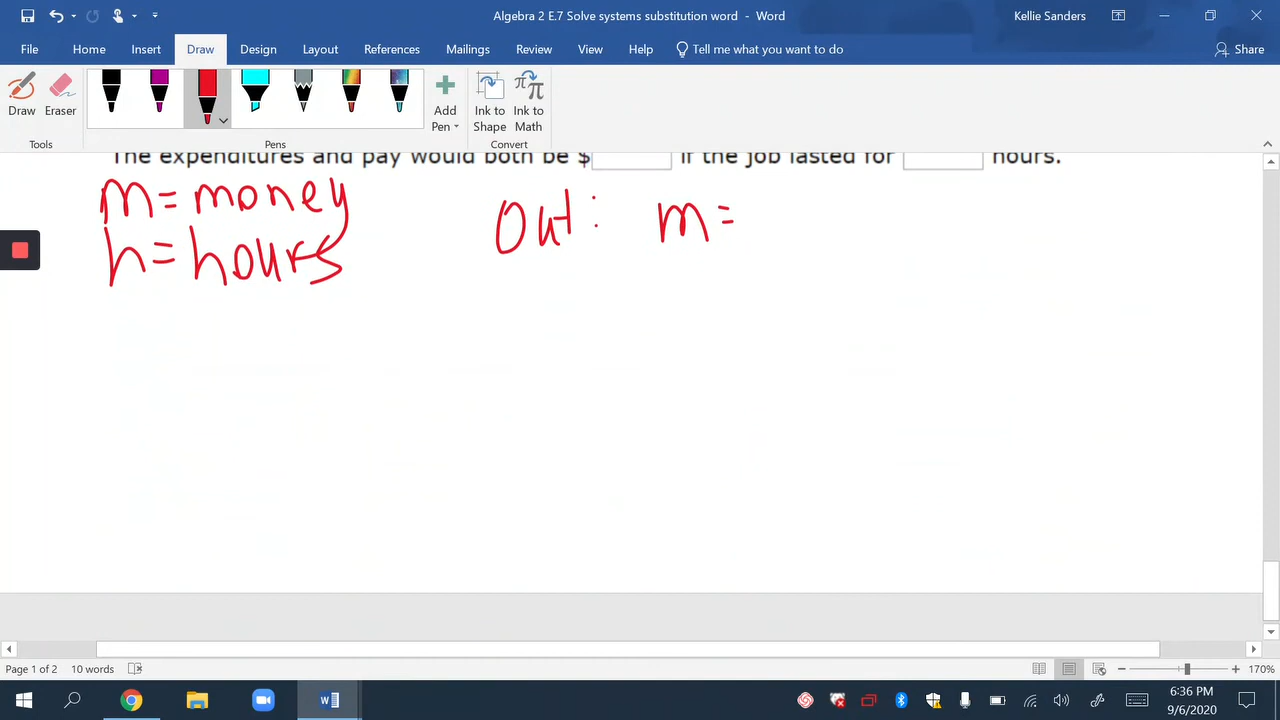 Algebra 2 E.7 Solve systems substitution word - Word
Kellie Sanders
File Home Insert Draw Design Layout References Mailings Review View Help Tell me what you want to do Share
Draw Eraser Add Pen Ink to Shape Ink to Math
Tools Pens Convert
The expenditures and pay would both be $ if the job lasted for hours.
m = money
h = hours
Out: m =
Page 1 of 2 10 words 170%
6:36 PM
9/6/2020